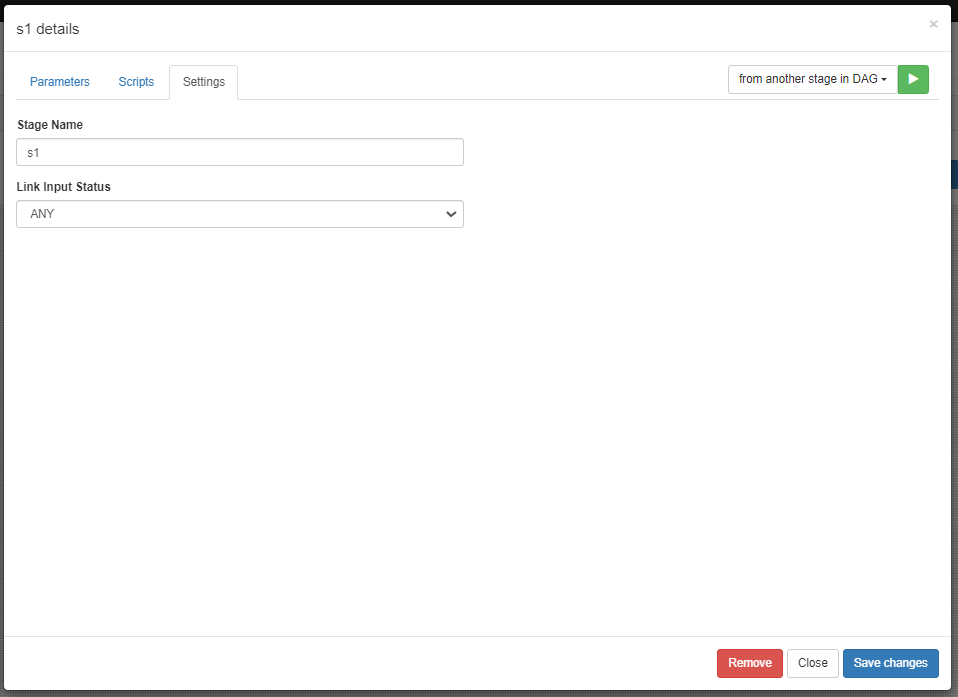 s1 details
×
Parameters Scripts Settings from another stage in DAG
Stage Name
s1
Link Input Status
ANY
Remove Close Save changes